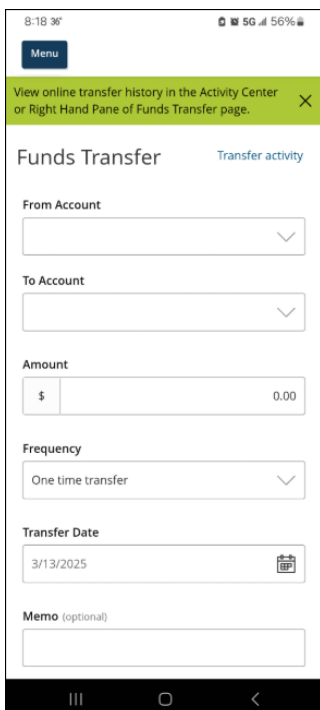 8:18 36° 5G 56%
Menu
View online transfer history in the Activity Center
or Right Hand Pane of Funds Transfer page.
Funds Transfer Transfer activity
From Account
To Account
Amount
$ 0.00
Frequency
One time transfer
Transfer Date
3/13/2025
Memo (optional)